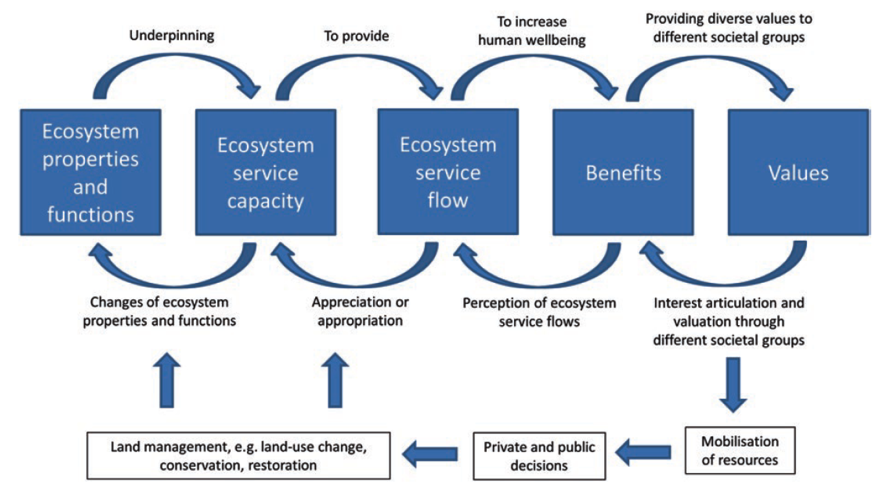 Underpinning
To provide
To increase
human wellbeing
Providing diverse values to
different societal groups
Ecosystem
properties
and
functions
Ecosystem
service
capacity
Ecosystem
service
flow
Benefits
Values
Changes of ecosystem
properties and functions
Appreciation or
appropriation
Perception of ecosystem
service flows
Interest articulation and
valuation through
different societal groups
Land management, e.g. land-use change,
conservation, restoration
Private and public
decisions
Mobilisation
of resources